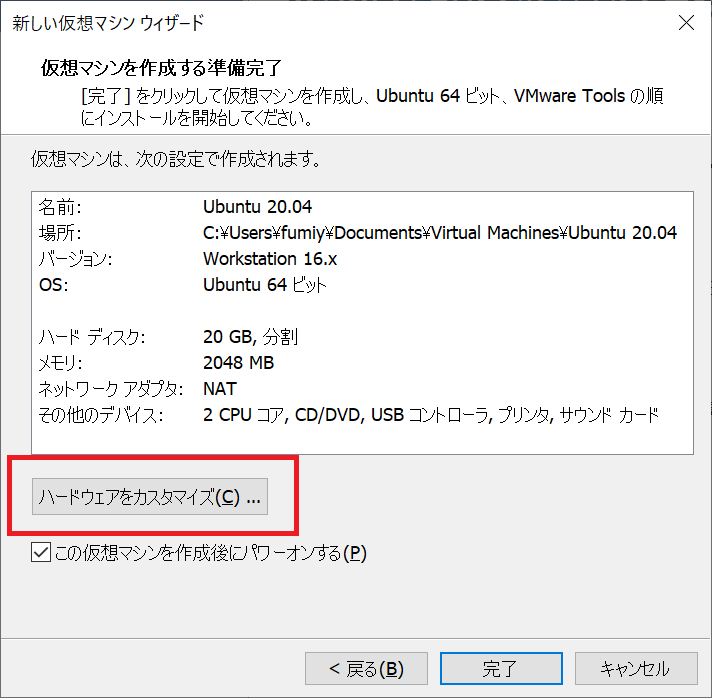 新しい仮想マシン ウィザード
仮想マシンを作成する準備完了
[完了] をクリックして仮想マシンを作成し、Ubuntu 64 ビット、VMware Tools の順
にインストールを開始してください。
仮想マシンは、次の設定で作成されます。
名前: Ubuntu 20.04
場所: C:¥Users¥fumiy¥Documents¥Virtual Machines¥Ubuntu 20.04
バージョン: Workstation 16.x
OS: Ubuntu 64 ビット
ハード ディスク: 20 GB, 分割
メモリ: 2048 MB
ネットワーク アダプタ: NAT
その他のデバイス: 2 CPU コア, CD/DVD, USB コントローラ, プリンタ, サウンド カード
ハードウェアをカスタマイズ(C) ...
この仮想マシンを作成後にパワーオンする(P)
< 戻る(B) 完了 キャンセル